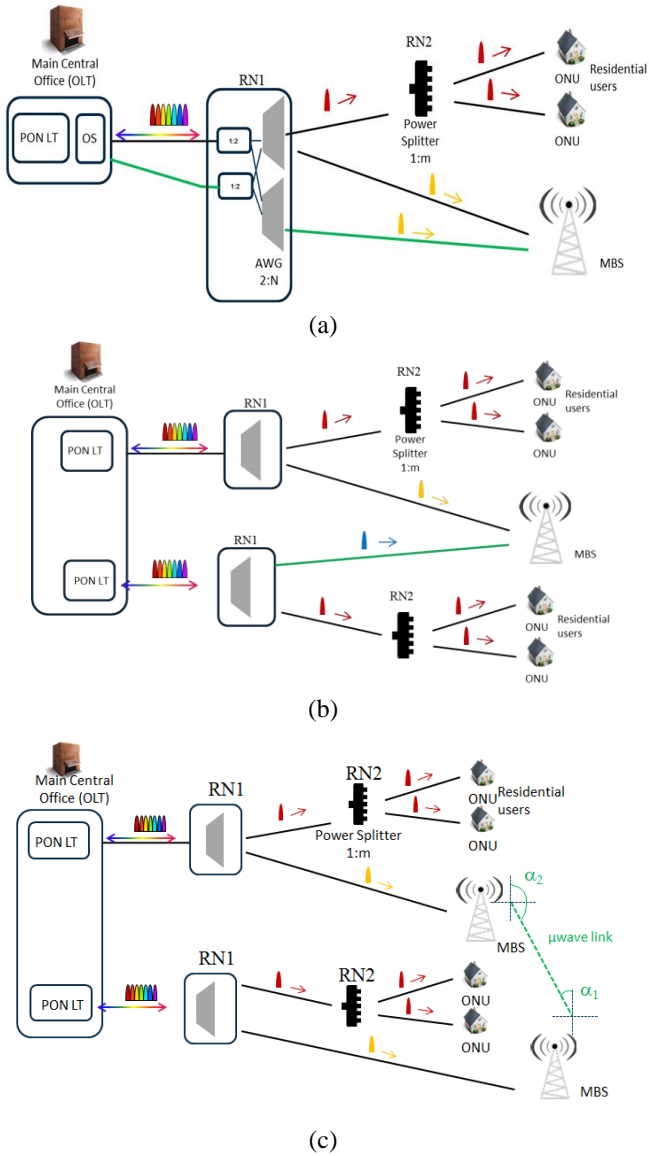 Main Central
Office (OLT)
RN1
RN2
ONU
Residential
users
PON LT
OS
1:2
Power
Splitter
1:m
ONU
1:2
AWG
2:N
MBS
(a)
Main Central
Office (OLT)
RN1
RN2
ONU
Residential
users
PON LT
Power
Splitter
1:m
ONU
MBS
RN1
PON LT
RN2
ONU
Residential
users
ONU
(b)
Main Central
Office (OLT)
RN1
RN2
ONU
Residential
users
PON LT
Power Splitter
1:m
ONU
α2
MBS
μwave link
RN1
RN2
ONU
PON LT
ONU
α1
MBS
(c)